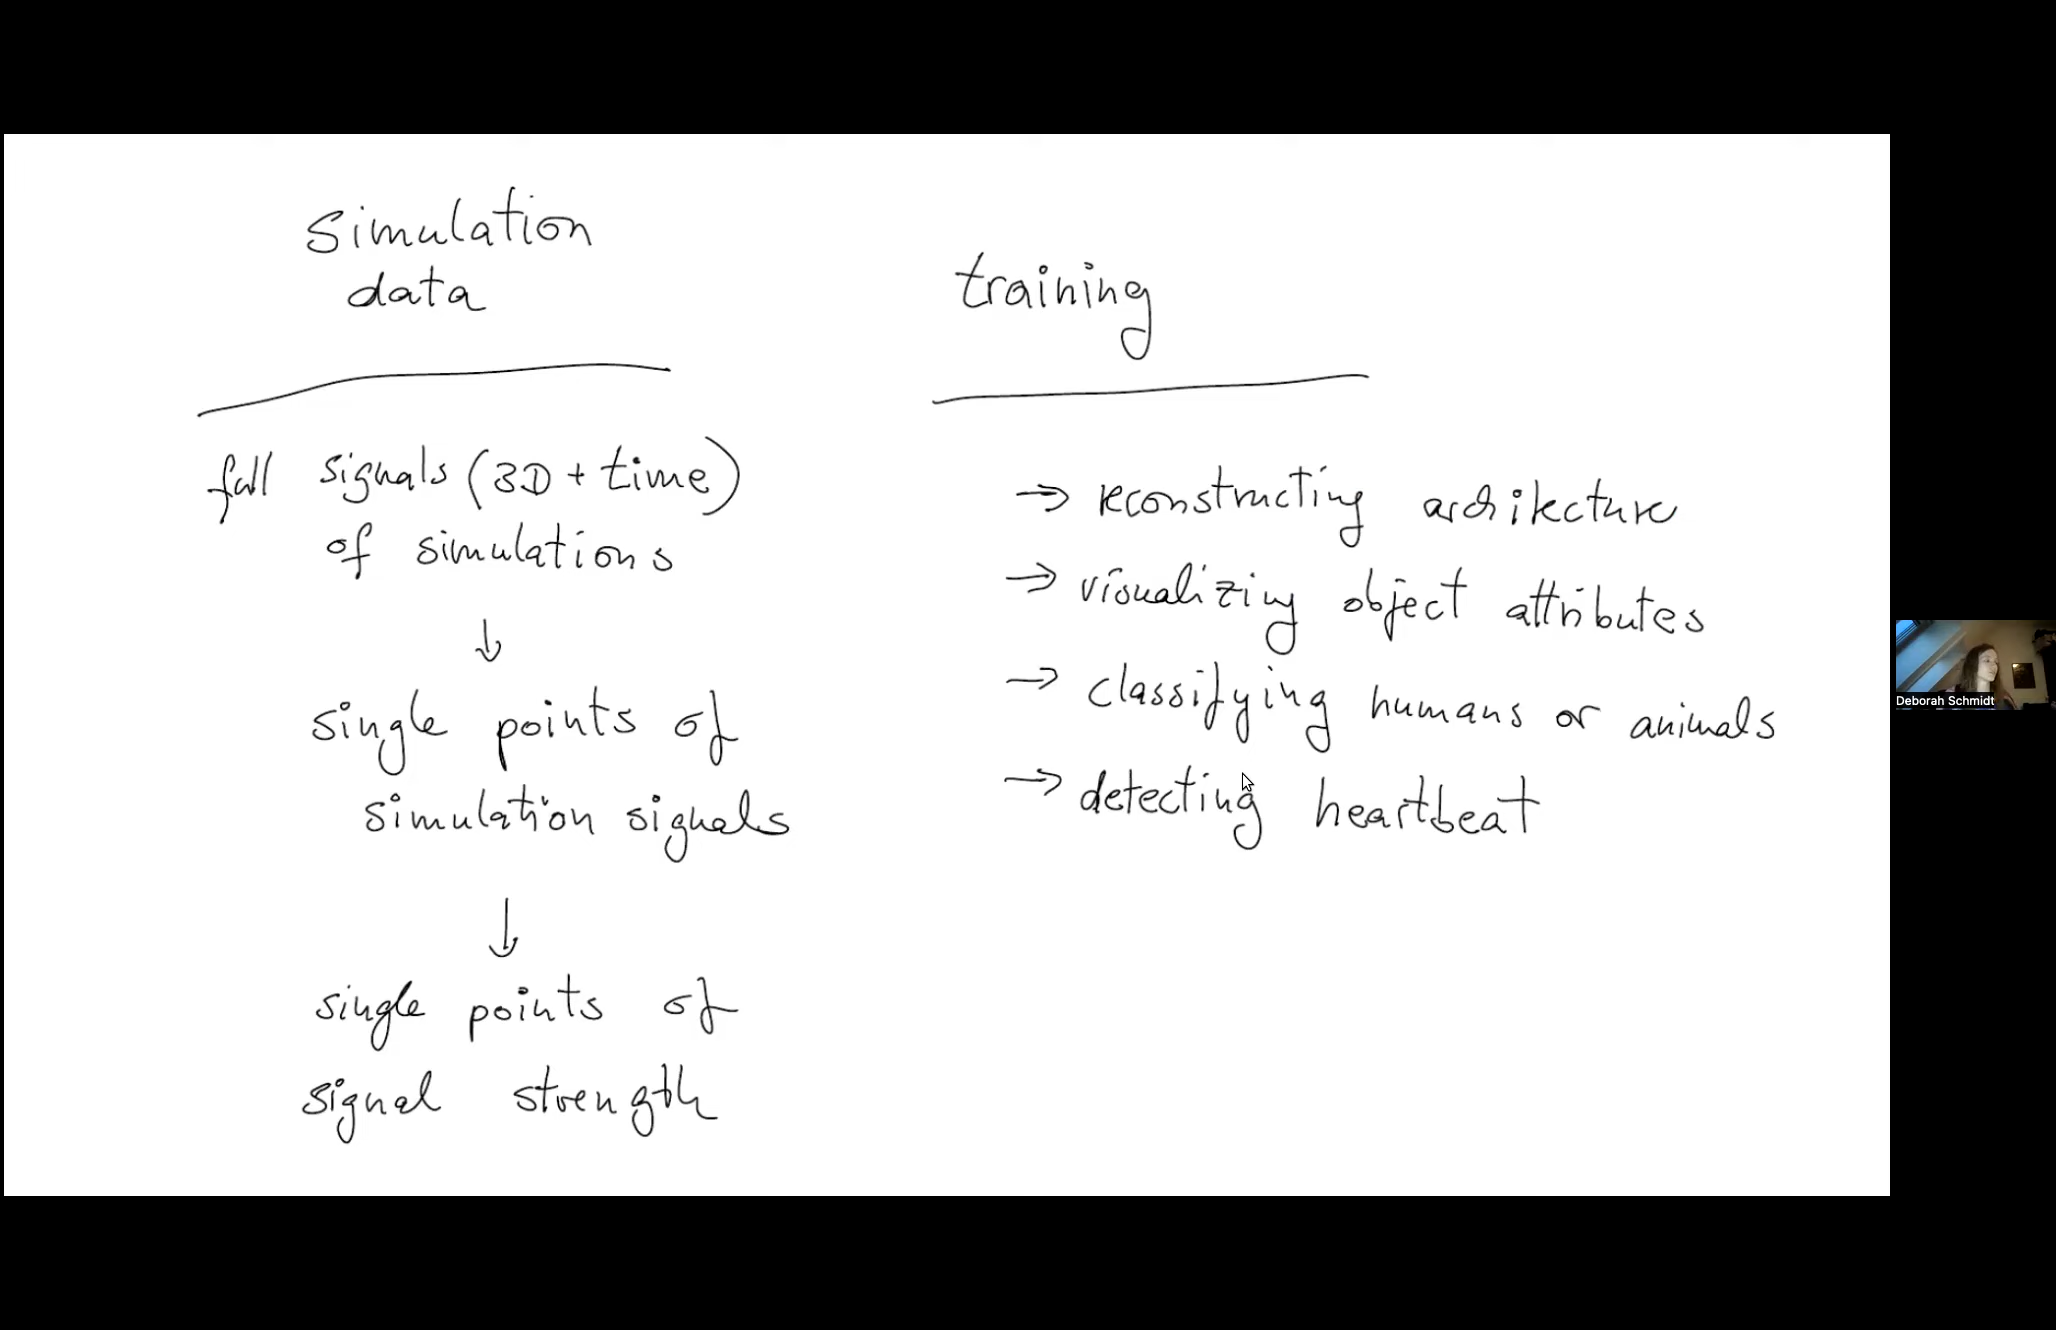 simulation
data
full signals (3D + time)
of simulations
↓
single points of
simulation signals
↓
single points of
signal strength
training
→ reconstructing architecture
→ visualizing object attributes
→ classifying humans or animals
→ detecting heartbeat
Deborah Schmidt